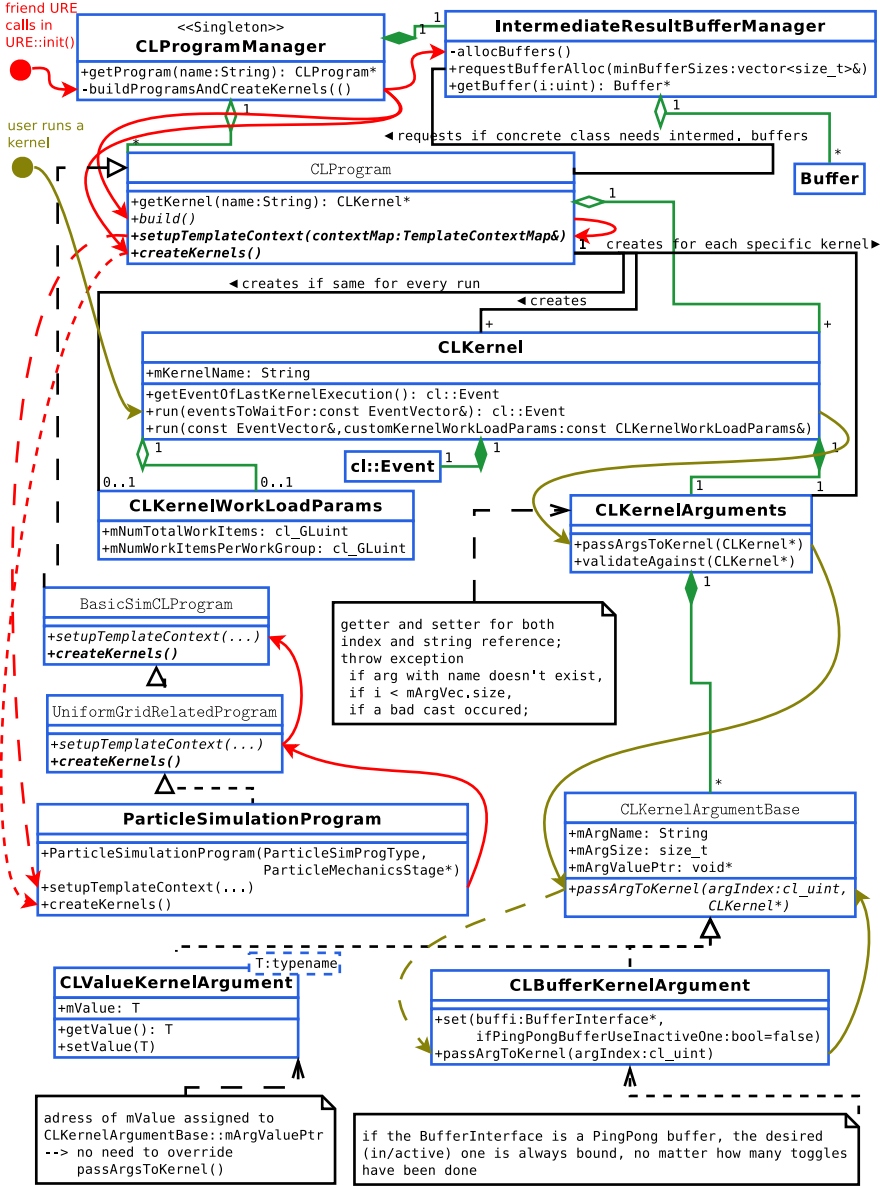 friend URE
calls in
URE::init()
<<Singleton>>
CLProgramManager
+getProgram(name:String): CLProgram*
-buildProgramsAndCreateKernels(()
1
1
IntermediateResultBufferManager
-allocBuffers()
+requestBufferAlloc(minBufferSizes:vector<size_t>&)
+getBuffer(i:uint): Buffer*
1
1
*
Buffer
user runs a
kernel
*
◄requests if concrete class needs intermed. buffers
CLProgram
+getKernel(name:String): CLKernel*
+build()
+setupTemplateContext(contextMap:TemplateContextMap&)
+createKernels()
1
1
creates for each specific kernel►
◄creates if same for every run
◄creates
+
+
CLKernel
+mKernelName: String
+getEventOfLastKernelExecution(): cl::Event
+run(eventsToWaitFor:const EventVector&): cl::Event
+run(const EventVector&,customKernelWorkLoadParams:const CLKernelWorkLoadParams&)
1
1
1
1
cl::Event
0..1
0..1
1
1
CLKernelWorkLoadParams
+mNumTotalWorkItems: cl_GLuint
+mNumWorkItemsPerWorkGroup: cl_GLuint
CLKernelArguments
+passArgsToKernel(CLKernel*)
+validateAgainst(CLKernel*)
1
BasicSimCLProgram
+setupTemplateContext(...)
+createKernels()
getter and setter for both
index and string reference;
throw exception
if arg with name doesn't exist,
if i < mArgVec.size,
if a bad cast occured;
UniformGridRelatedProgram
+setupTemplateContext(...)
+createKernels()
*
ParticleSimulationProgram
+ParticleSimulationProgram(ParticleSimProgType,
ParticleMechanicsStage*)
+setupTemplateContext(...)
+createKernels()
CLKernelArgumentBase
+mArgName: String
+mArgSize: size_t
+mArgValuePtr: void*
+passArgToKernel(argIndex:cl_uint,
CLKernel*)
T:typename
CLValueKernelArgument
+mValue: T
+getValue(): T
+setValue(T)
CLBufferKernelArgument
+set(buffi:BufferInterface*,
ifPingPongBufferUseInactiveOne:bool=false)
+passArgToKernel(argIndex:cl_uint)
adress of mValue assigned to
CLKernelArgumentBase::mArgValuePtr
--> no need to override
passArgsToKernel()
if the BufferInterface is a PingPong buffer, the desired
(in/active) one is always bound, no matter how many toggles
have been done